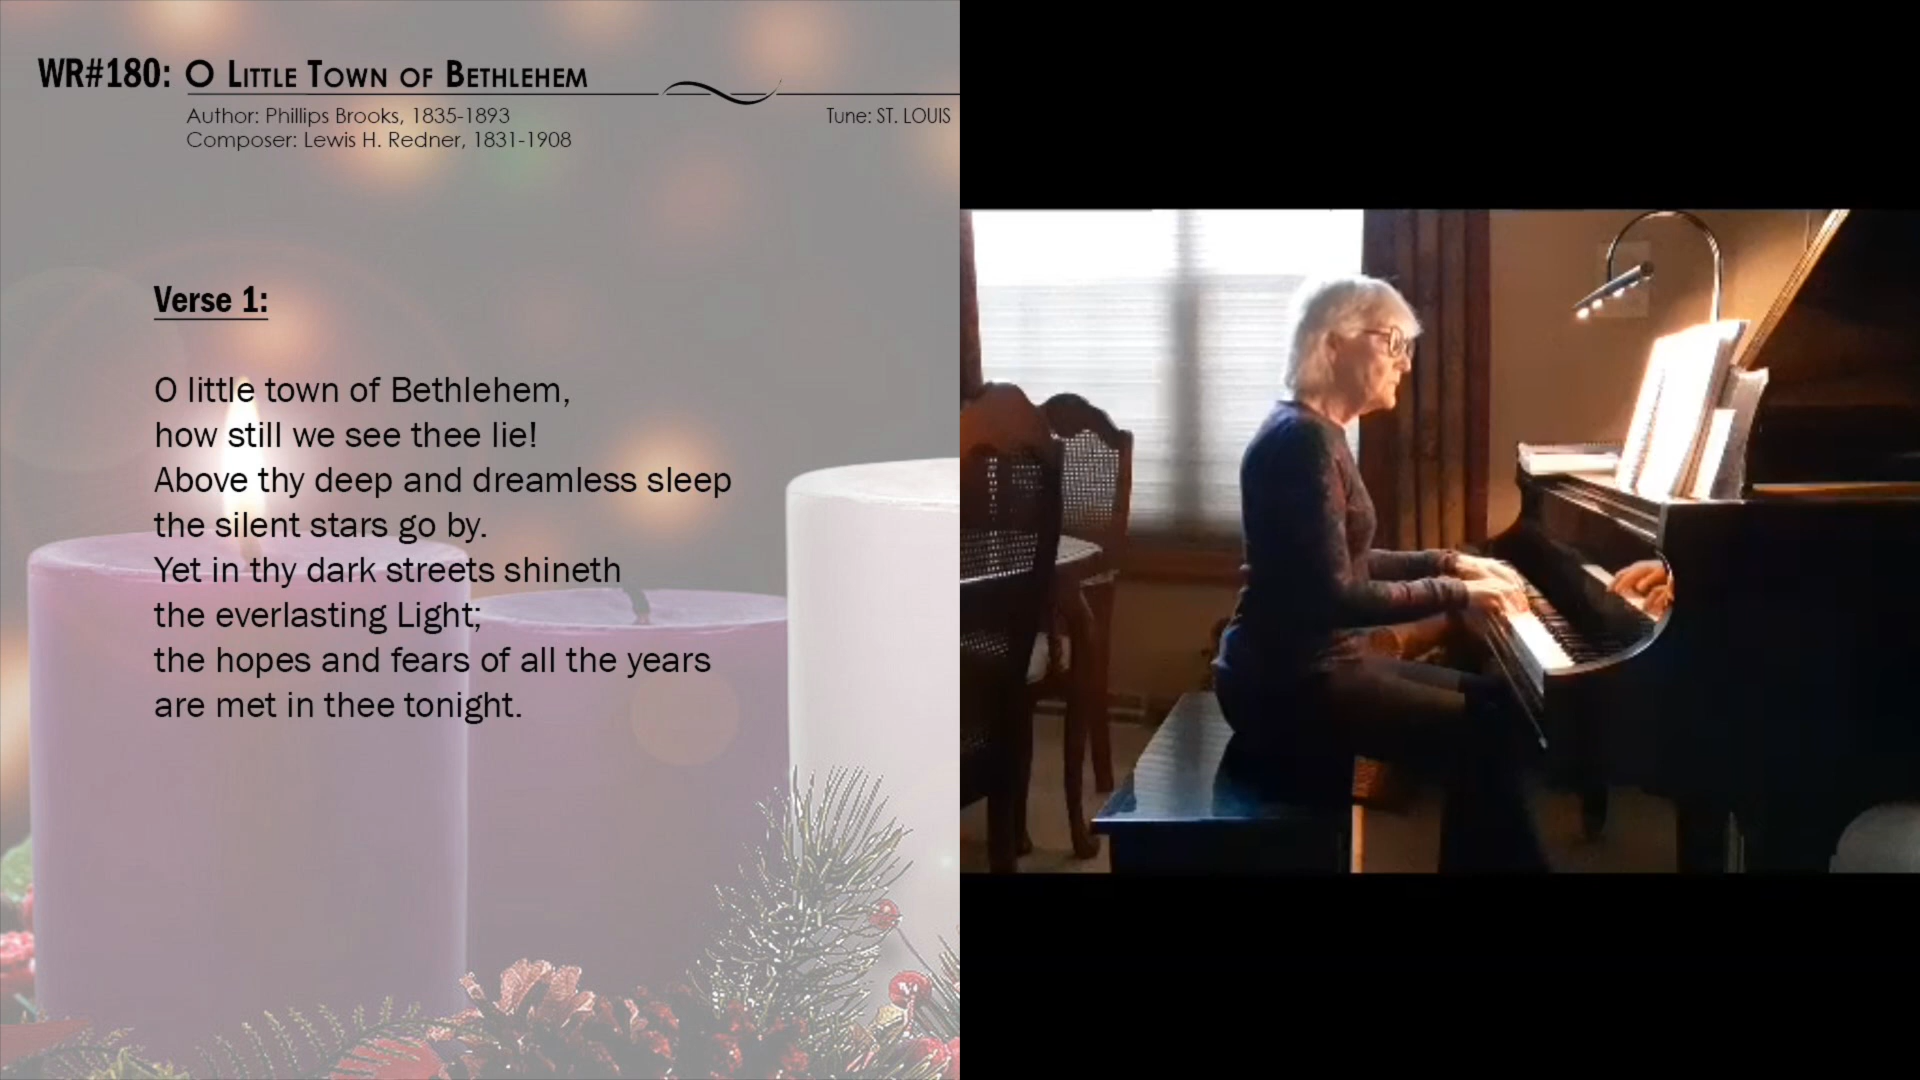 WR#180: O Little Town of Bethlehem
Author: Phillips Brooks, 1835-1893
Tune: ST. LOUIS
Composer: Lewis H. Redner, 1831-1908
Verse 1:
O little town of Bethlehem,
how still we see thee lie!
Above thy deep and dreamless sleep
the silent stars go by.
Yet in thy dark streets shineth
the everlasting Light;
the hopes and fears of all the years
are met in thee tonight.